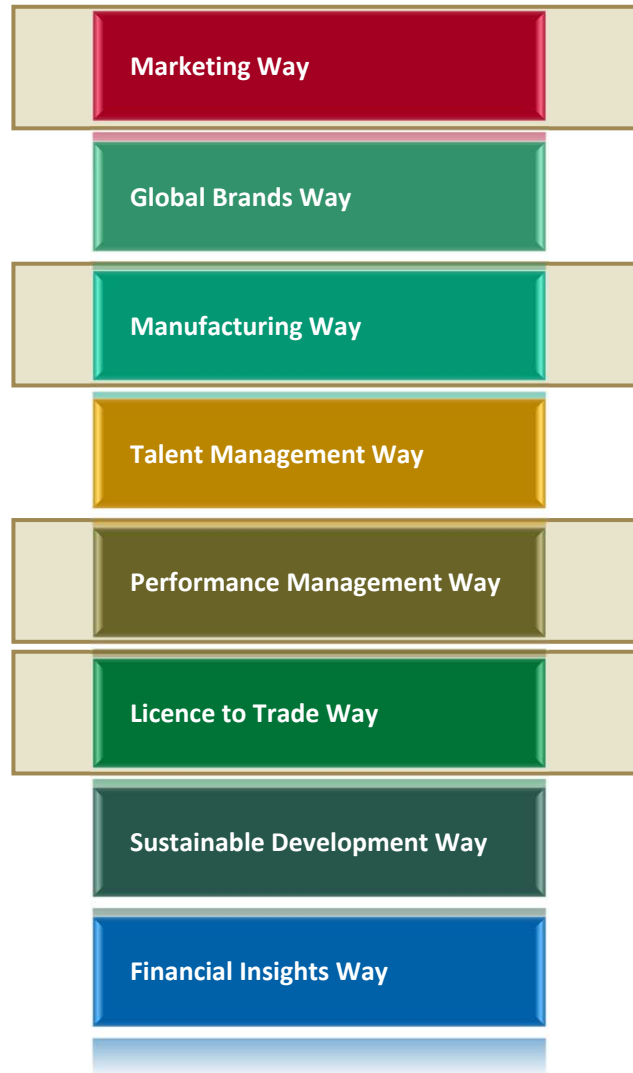 Marketing Way
Global Brands Way
Manufacturing Way
Talent Management Way
Performance Management Way
Licence to Trade Way
Sustainable Development Way
Financial Insights Way